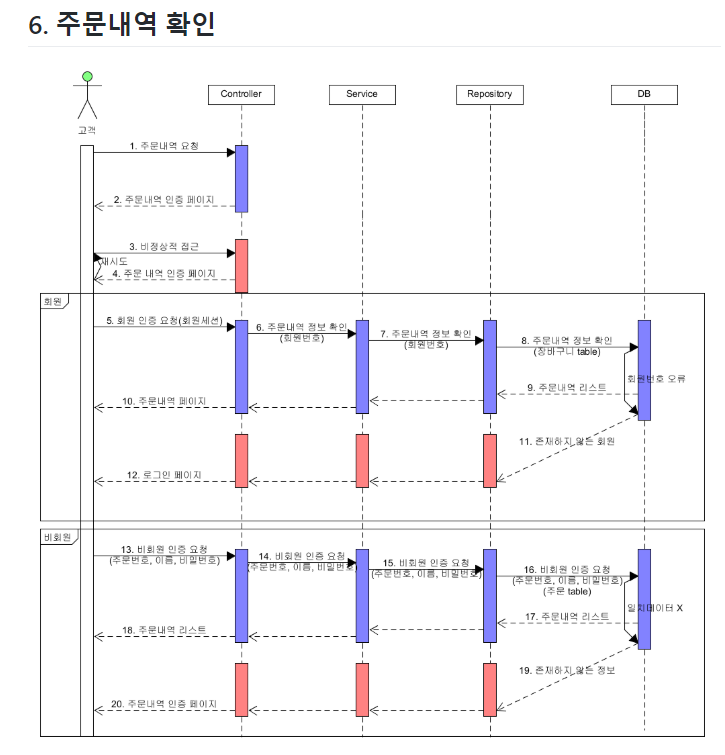 6. 주문내역 확인
고객
Controller
Service
Repository
DB
1. 주문내역 요청
2. 주문내역 인증 페이지
3. 비정상적 접근
재시도
4. 주문 내역 인증 페이지
회원
5. 회원 인증 요청(회원세션)
6. 주문내역 정보 확인
(회원번호)
7. 주문내역 정보 확인
(회원번호)
8. 주문내역 정보 확인
(장바구니 table)
회원번호 오류
9. 주문내역 리스트
10. 주문내역 페이지
11. 존재하지 않은 회원
12. 로그인 페이지
비회원
13. 비회원 인증 요청
(주문번호, 이름, 비밀번호)
14. 비회원 인증 요청
(주문번호, 이름, 비밀번호)
15. 비회원 인증 요청
(주문번호, 이름, 비밀번호)
16. 비회원 인증 요청
(주문번호, 이름, 비밀번호)
(주문 table)
일치데이터 X
17. 주문내역 리스트
18. 주문내역 리스트
19. 존재하지 않은 정보
20. 주문내역 인증 페이지